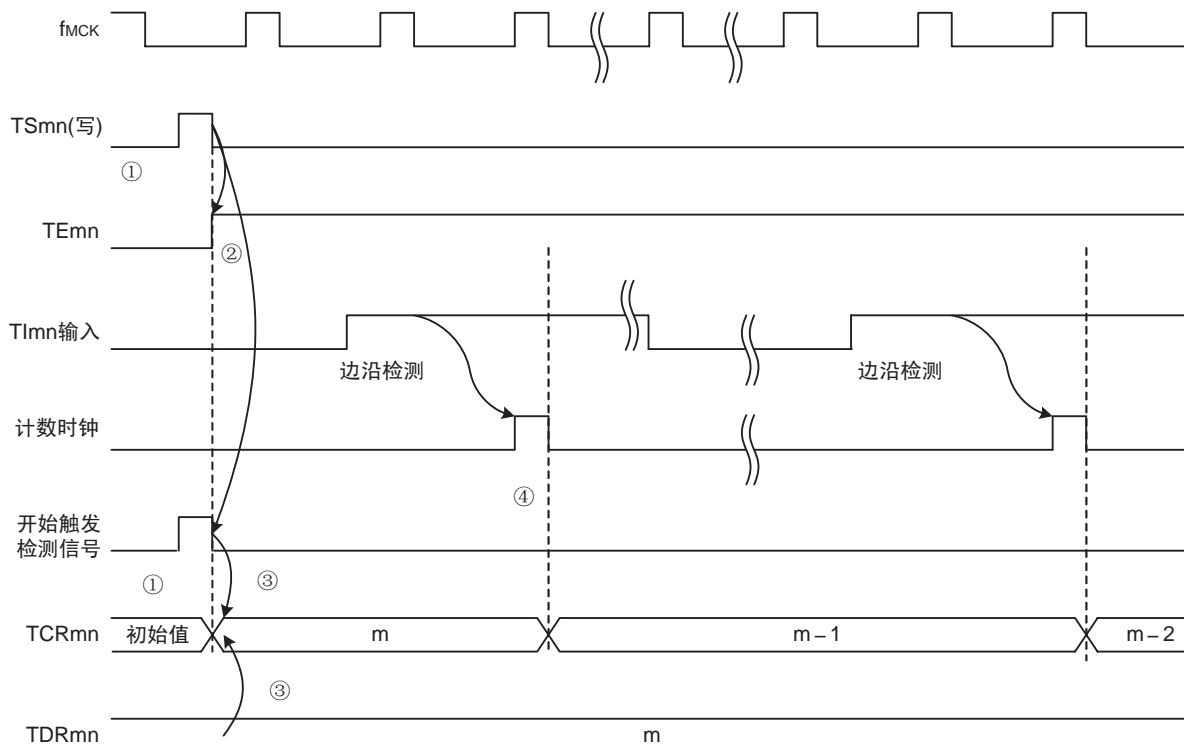 fMCK
TSmn(写)
①
TEmn
②
TImn输入
边沿检测
边沿检测
计数时钟
④
开始触发
检测信号
①
③
TCRmn
初始值
m
m－1
m－2
③
TDRmn
m